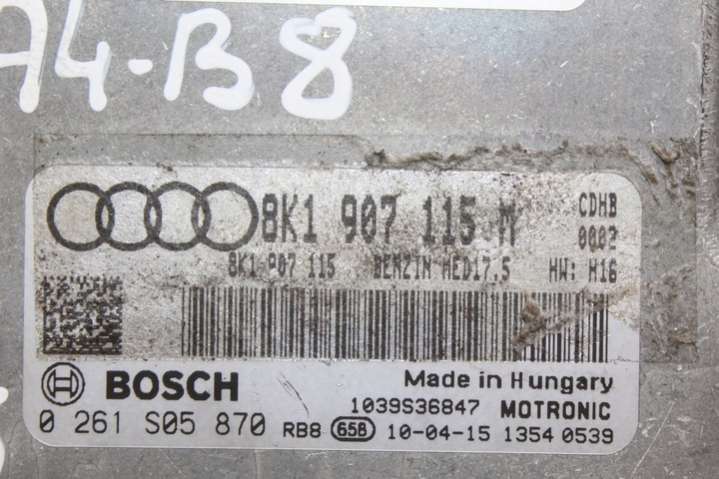 A4-B8
8K1 907 115 M CDHB
0002
8K1 907 115 BENZIN MED17.5 HW: H16
BOSCH Made in Hungary
1039S36847 MOTRONIC
0 261 S05 870 RB8 65B 10-04-15 1354 0539